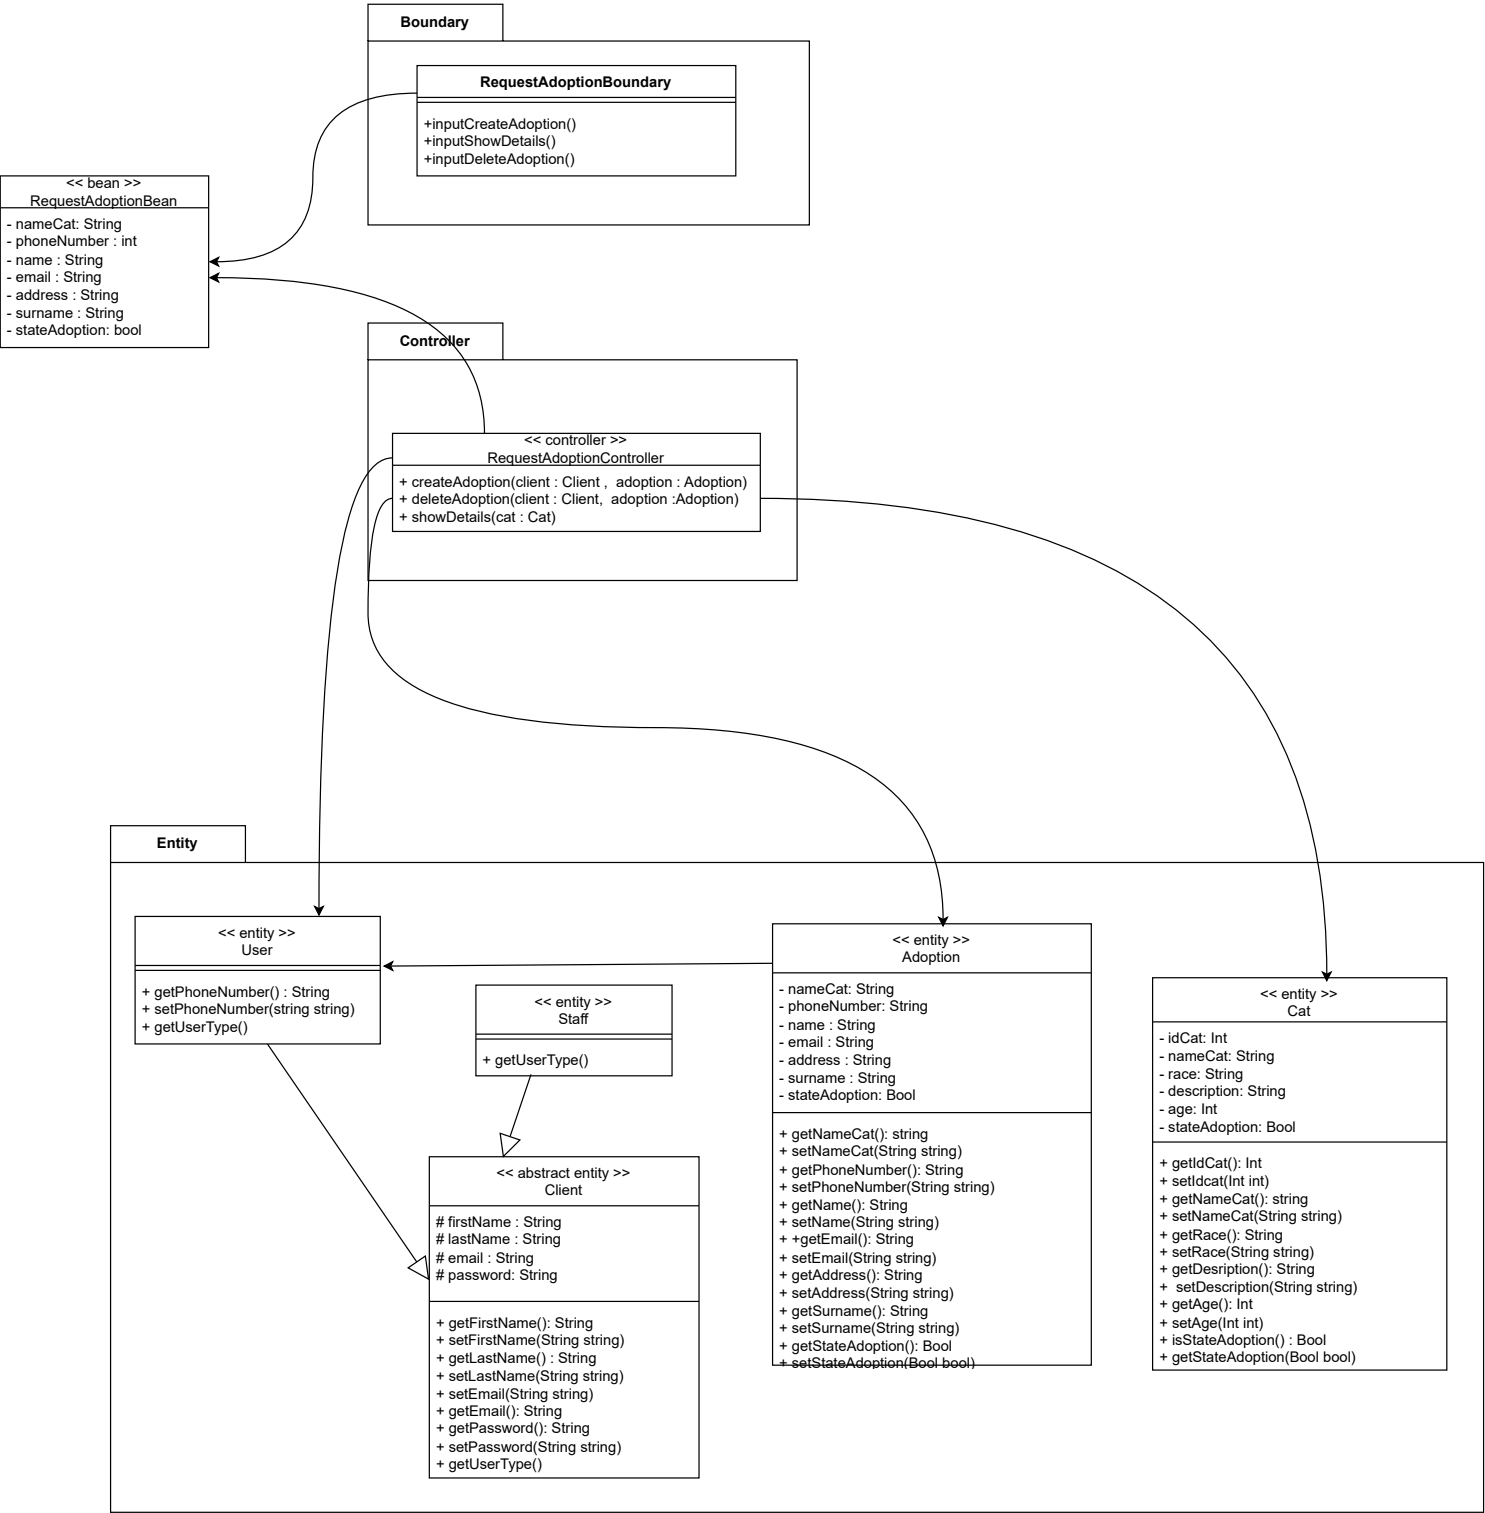 Boundary
RequestAdoptionBoundary
+inputCreateAdoption()
+inputShowDetails()
+inputDeleteAdoption()
<< bean >>
RequestAdoptionBean
- nameCat: String
- phoneNumber : int
- name : String
- email : String
- address : String
- surname : String
- stateAdoption: bool
Controller
<< controller >>
RequestAdoptionController
+ createAdoption(client : Client ,  adoption : Adoption)
+ deleteAdoption(client : Client,  adoption :Adoption)
+ showDetails(cat : Cat)
Entity
<< entity >>
User
+ getPhoneNumber() : String
+ setPhoneNumber(string string)
+ getUserType()
<< entity >>
Staff
+ getUserType()
<< abstract entity >>
Client
# firstName : String
# lastName : String
# email : String
# password: String
+ getFirstName(): String
+ setFirstName(String string)
+ getLastName() : String
+ setLastName(String string)
+ setEmail(String string)
+ getEmail(): String
+ getPassword(): String
+ setPassword(String string)
+ getUserType()
<< entity >>
Adoption
- nameCat: String
- phoneNumber: String
- name : String
- email : String
- address : String
- surname : String
- stateAdoption: Bool
+ getNameCat(): string
+ setNameCat(String string)
+ getPhoneNumber(): String
+ setPhoneNumber(String string)
+ getName(): String
+ setName(String string)
+ +getEmail(): String
+ setEmail(String string)
+ getAddress(): String
+ setAddress(String string)
+ getSurname(): String
+ setSurname(String string)
+ getStateAdoption(): Bool
+ setStateAdoption(Bool bool)
<< entity >>
Cat
- idCat: Int
- nameCat: String
- race: String
- description: String
- age: Int
- stateAdoption: Bool
+ getIdCat(): Int
+ setIdcat(Int int)
+ getNameCat(): string
+ setNameCat(String string)
+ getRace(): String
+ setRace(String string)
+ getDesription(): String
+  setDescription(String string)
+ getAge(): Int
+ setAge(Int int)
+ isStateAdoption() : Bool
+ getStateAdoption(Bool bool)